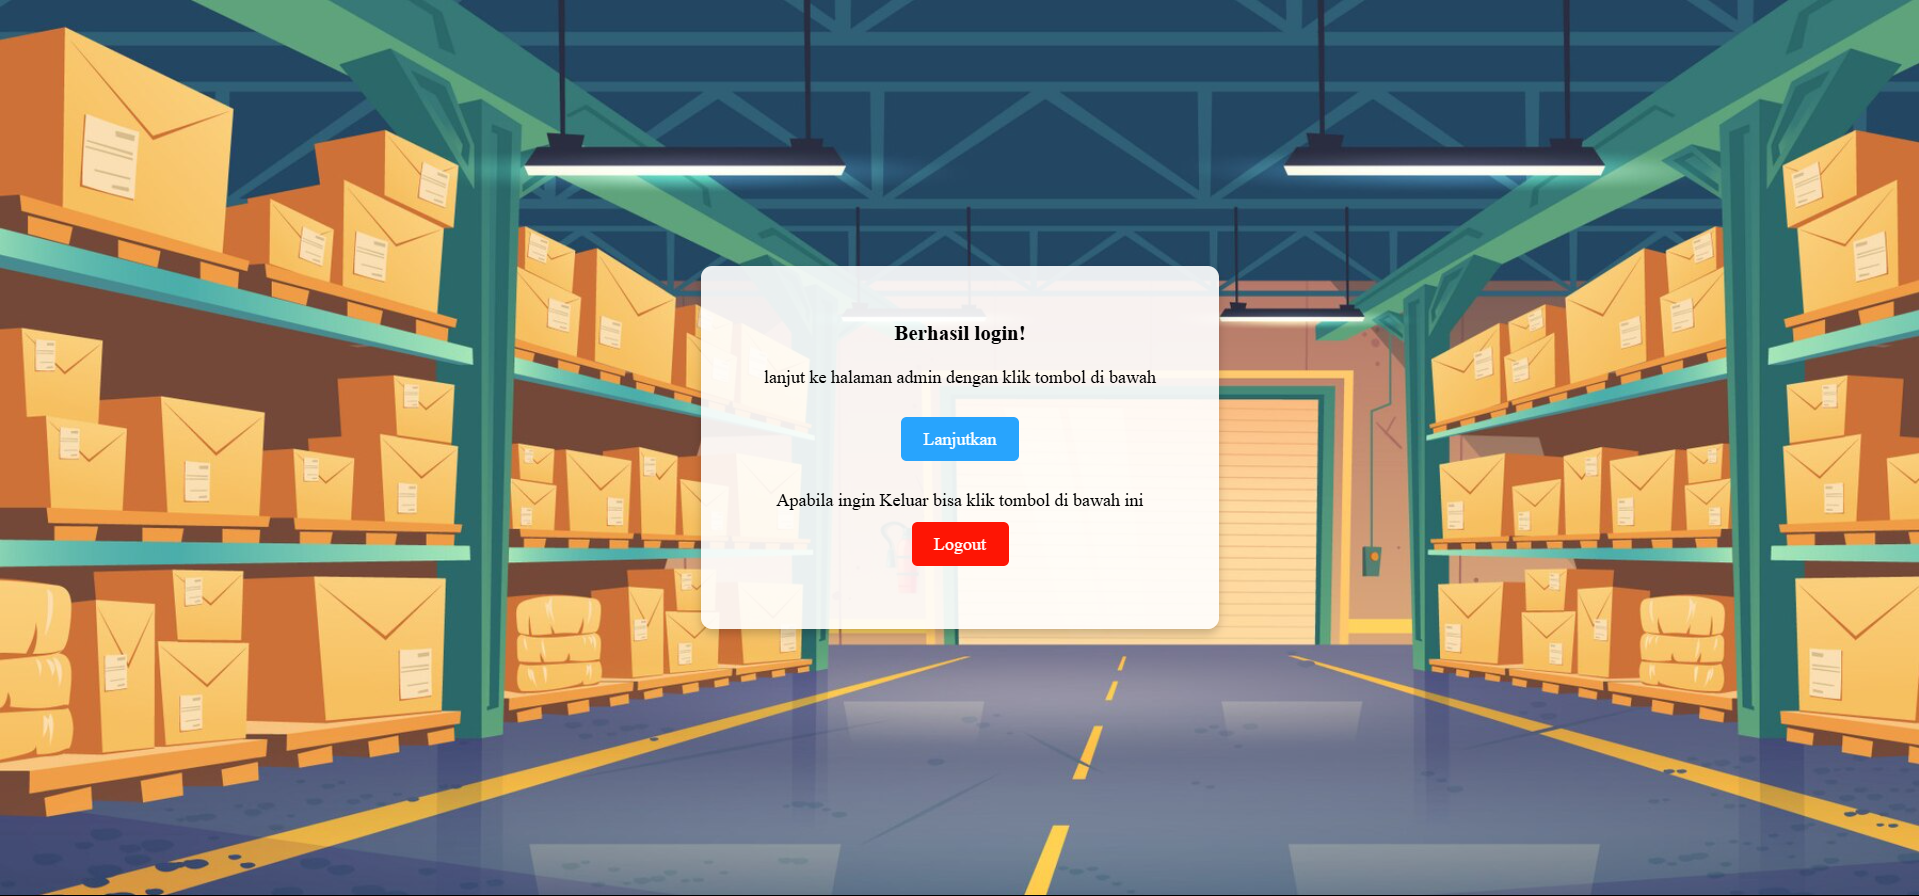 Berhasil login!
lanjut ke halaman admin dengan klik tombol di bawah
Lanjutkan
Apabila ingin Keluar bisa klik tombol di bawah ini
Logout